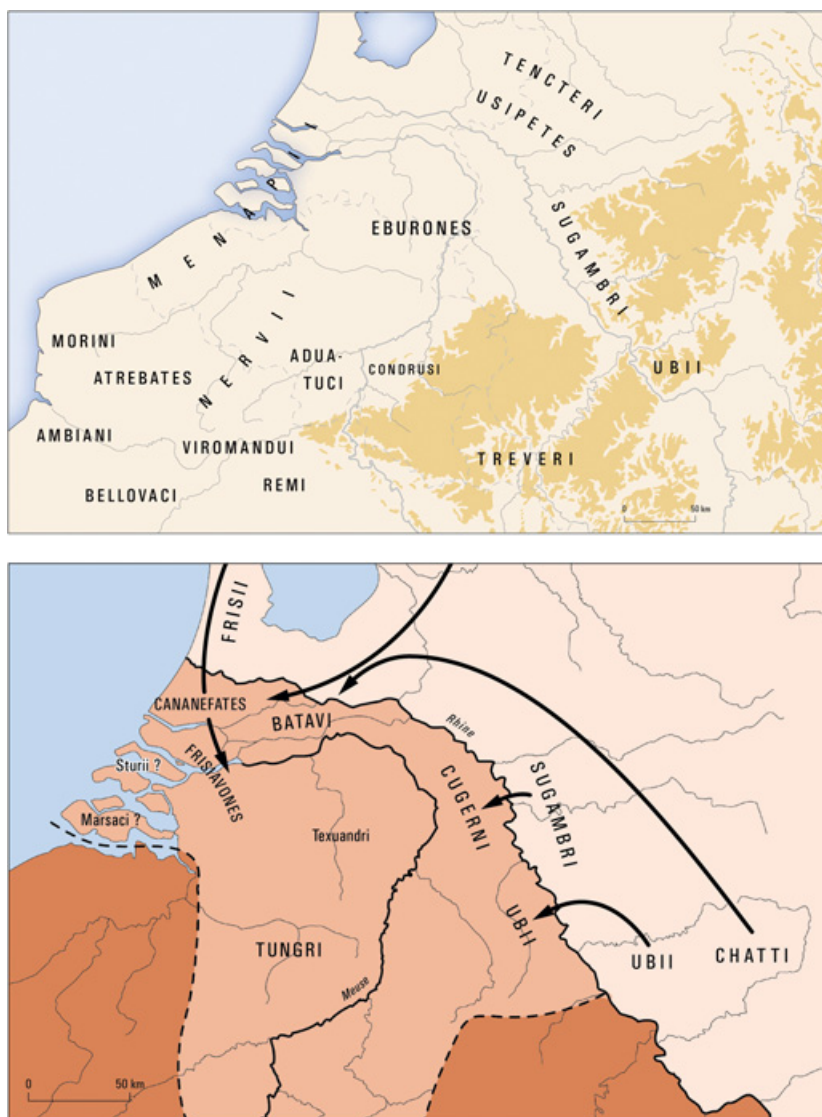 TENCTERI
USIPETES
MENAPII
EBURONES
SUGAMBRI
NERVII
MORINI
ADUA-
TUCI
CONDRUSI
UBII
ATREBATES
AMBIANI
VIROMANDUI
TREVERI
BELLOVACI
REMI
0 50 km
FRISII
CANANEFATES
BATAVI
Rhine
FRISIAVONES
Sturii ?
CUGERNI
SUGAMBRI
Marsaci ?
Texuandri
UBII
TUNGRI
UBII
CHATTI
Meuse
0 50 km